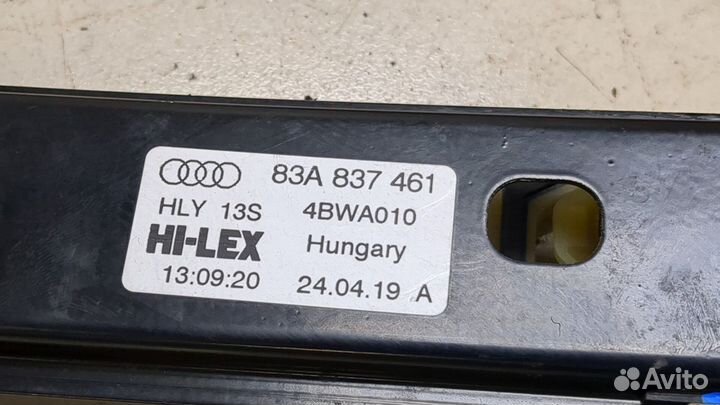 83A 837 461
HLY 13S 4BWA010
HI-LEX Hungary
13:09:20 24.04.19 A
Avito